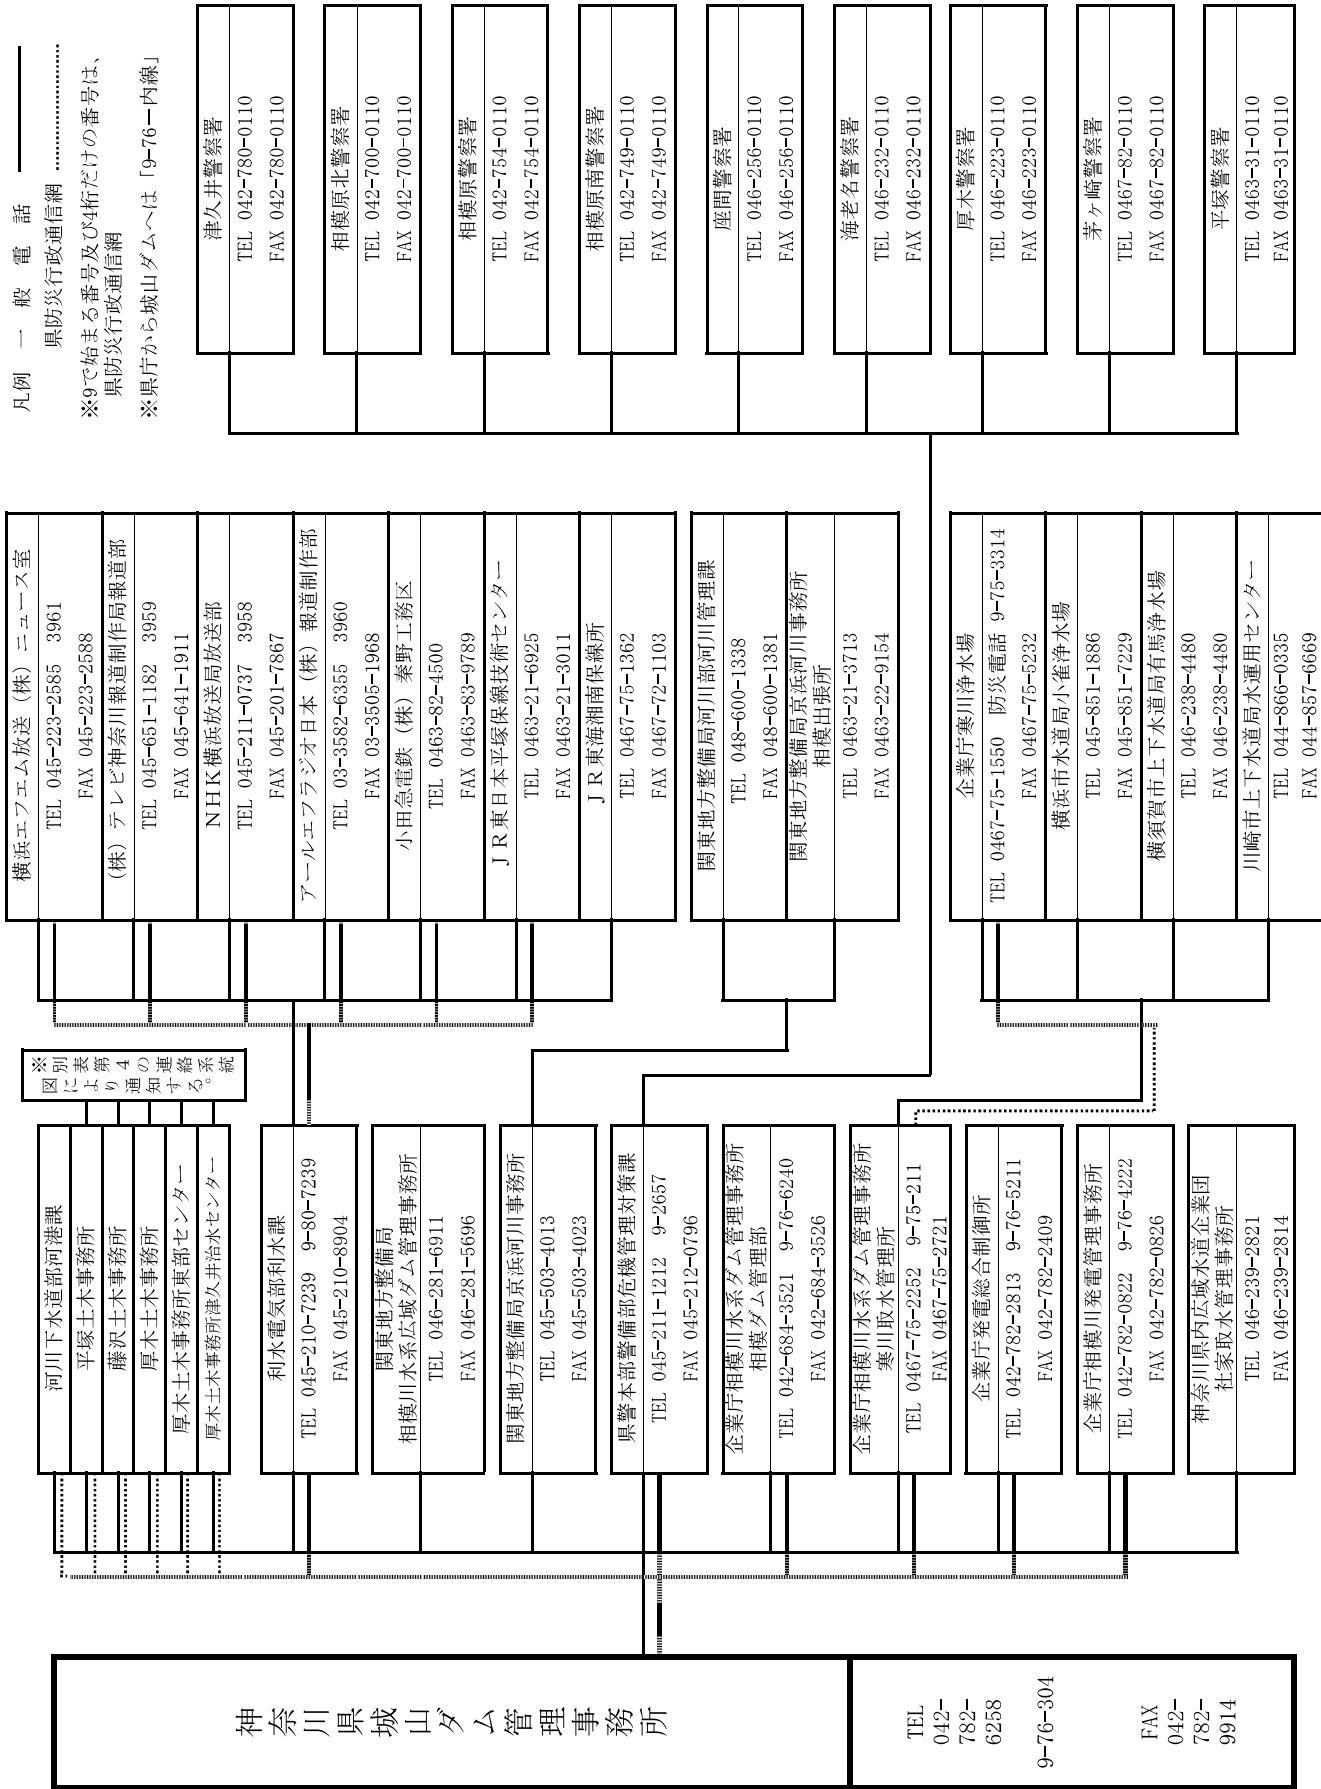 凡例　一　般　電　話
県防災行政通信網
※9で始まる番号及び4桁だけの番号は、
県防災行政通信網
※県庁から城山ダムへは「9-76-内線」
神奈川県城山ダム管理事務所
TEL
042-
782-
6258
9-76-304
FAX
042-
782-
9914
河川下水道部河港課
平塚土木事務所
藤沢土木事務所
厚木土木事務所
厚木土木事務所東部センター
厚木土木事務所津久井治水センター
※別表第4の連絡系統
図により通知する。
利水電気部利水課
TEL 045-210-7239　9-80-7239
FAX 045-210-8904
関東地方整備局
相模川水系広域ダム管理事務所
TEL 046-281-6911
FAX 046-281-5696
関東地方整備局京浜河川事務所
TEL 045-503-4013
FAX 045-503-4023
県警本部警備部危機管理対策課
TEL 045-211-1212　9-2657
FAX 045-212-0796
企業庁相模川水系ダム管理事務所
相模ダム管理部
TEL 042-684-3521　9-76-6240
FAX 042-684-3526
企業庁相模川水系ダム管理事務所
寒川取水管理所
TEL 0467-75-2252　9-75-211
FAX 0467-75-2721
企業庁発電総合制御所
TEL 042-782-2813　9-76-5211
FAX 042-782-2409
企業庁相模川発電管理事務所
TEL 042-782-0822　9-76-4222
FAX 042-782-0826
神奈川県内広域水道企業団
社家取水管理事務所
TEL 046-239-2821
FAX 046-239-2814
横浜エフエム放送（株）ニュース室
TEL 045-223-2585　3961
FAX 045-223-2588
（株）テレビ神奈川報道制作局報道部
TEL 045-651-1182　3959
FAX 045-641-1911
ＮＨＫ横浜放送局放送部
TEL 045-211-0737　3958
FAX 045-201-7867
アールエフラジオ日本（株）報道制作部
TEL 03-3582-6355　3960
FAX 03-3505-1968
小田急電鉄（株）秦野工務区
TEL 0463-82-4500
FAX 0463-83-9789
ＪＲ東日本平塚保線技術センター
TEL 0463-21-6925
FAX 0463-21-3011
ＪＲ東海湘南保線所
TEL 0467-75-1362
FAX 0467-72-1103
関東地方整備局河川部河川管理課
TEL 048-600-1338
FAX 048-600-1381
関東地方整備局京浜河川事務所
相模出張所
TEL 0463-21-3713
FAX 0463-22-9154
企業庁寒川浄水場
TEL 0467-75-1550　防災電話 9-75-3314
FAX 0467-75-5232
横浜市水道局小雀浄水場
TEL 045-851-1886
FAX 045-851-7229
横須賀市上下水道局有馬浄水場
TEL 046-238-4480
FAX 046-238-4480
川崎市上下水道局水運用センター
TEL 044-866-0335
FAX 044-857-6669
津久井警察署
TEL 042-780-0110
FAX 042-780-0110
相模原北警察署
TEL 042-700-0110
FAX 042-700-0110
相模原警察署
TEL 042-754-0110
FAX 042-754-0110
相模原南警察署
TEL 042-749-0110
FAX 042-749-0110
座間警察署
TEL 046-256-0110
FAX 046-256-0110
海老名警察署
TEL 046-232-0110
FAX 046-232-0110
厚木警察署
TEL 046-223-0110
FAX 046-223-0110
茅ヶ崎警察署
TEL 0467-82-0110
FAX 0467-82-0110
平塚警察署
TEL 0463-31-0110
FAX 0463-31-0110